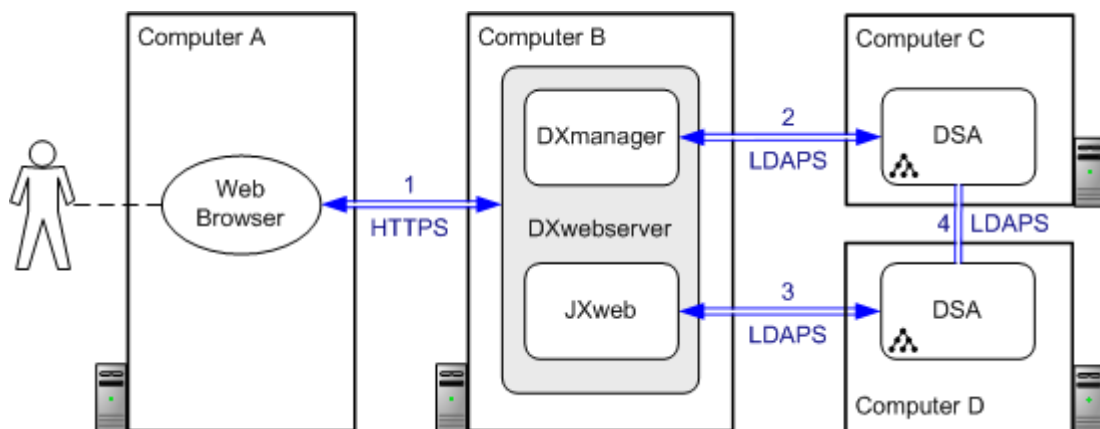 Computer A
Web
Browser
1
HTTPS
Computer B
DXmanager
DXwebserver
JXweb
2
LDAPS
3
LDAPS
Computer C
DSA
4
LDAPS
DSA
Computer D